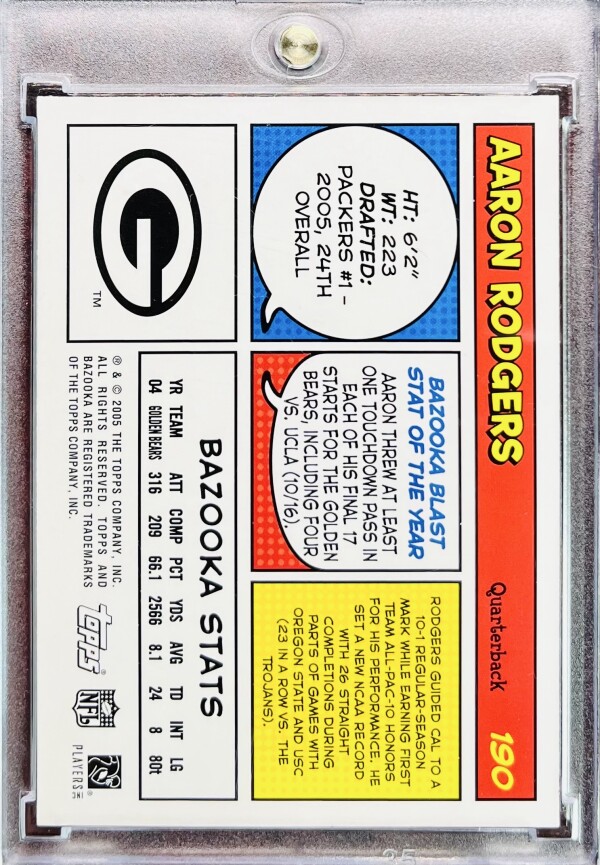 AARON RODGERS
Quarterback
190
HT: 6'2"
WT: 223
DRAFTED:
PACKERS #1 -
2005, 24TH
OVERALL
BAZOOKA BLAST
STAT OF THE YEAR
AARON THREW AT LEAST
ONE TOUCHDOWN PASS IN
EACH OF HIS FINAL 17
STARTS FOR THE GOLDEN
BEARS, INCLUDING FOUR
VS. UCLA (10/16).
RODGERS GUIDED CAL TO A
10-1 REGULAR-SEASON
MARK WHILE EARNING FIRST
TEAM ALL-PAC-10 HONORS
FOR HIS PERFORMANCE. HE
SET A NEW NCAA RECORD
WITH 26 STRAIGHT
COMPLETIONS DURING
PARTS OF GAMES WITH
OREGON STATE AND USC
(23 IN A ROW VS. THE
TROJANS).
G
TM
BAZOOKA STATS
YR TEAM ATT COMP PCT YDS AVG TD INT LG
04 GOLDEN BEARS 316 209 66.1 2566 8.1 24 8 80t
® & © 2005 THE TOPPS COMPANY, INC.
ALL RIGHTS RESERVED. TOPPS AND
BAZOOKA ARE REGISTERED TRADEMARKS
OF THE TOPPS COMPANY, INC.
Topps®
NFL
PLAYERS INC
35